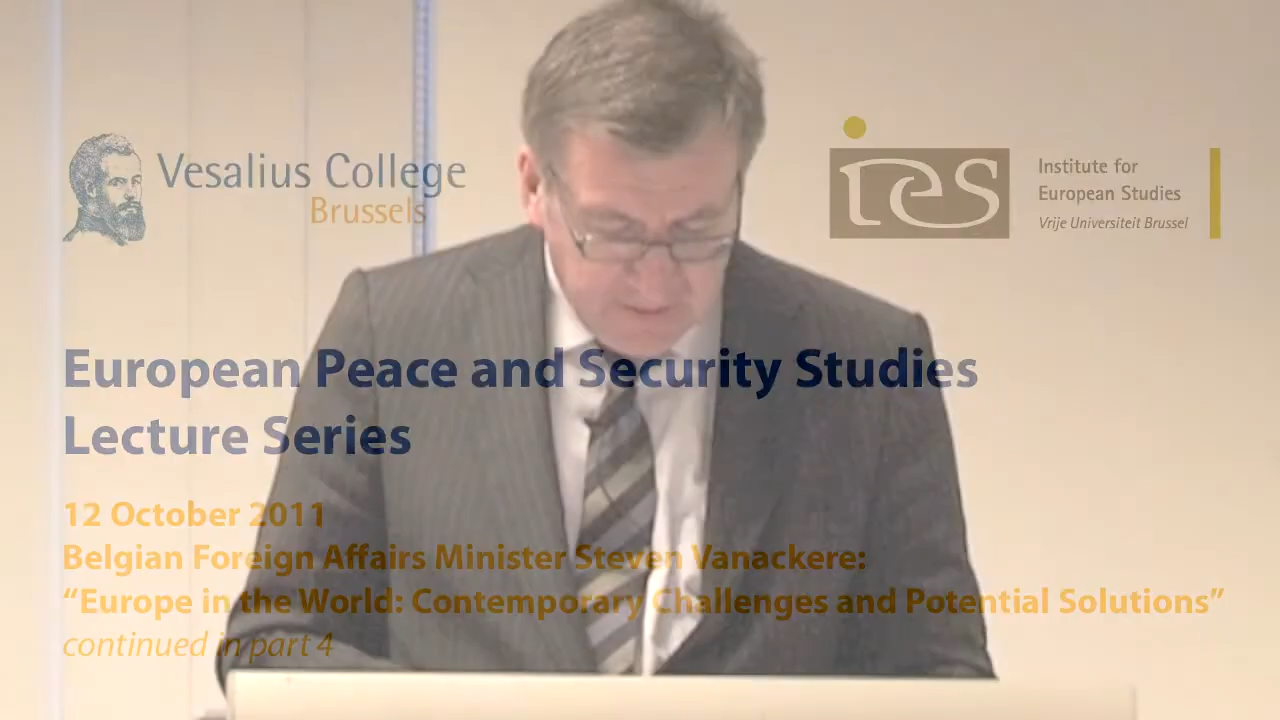 Vesalius College
Brussels
ies
Institute for
European Studies
Vrije Universiteit Brussel
European Peace and Security Studies
Lecture Series
12 October 2011
Belgian Foreign Affairs Minister Steven Vanackere:
“Europe in the World: Contemporary Challenges and Potential Solutions”
continued in part 4